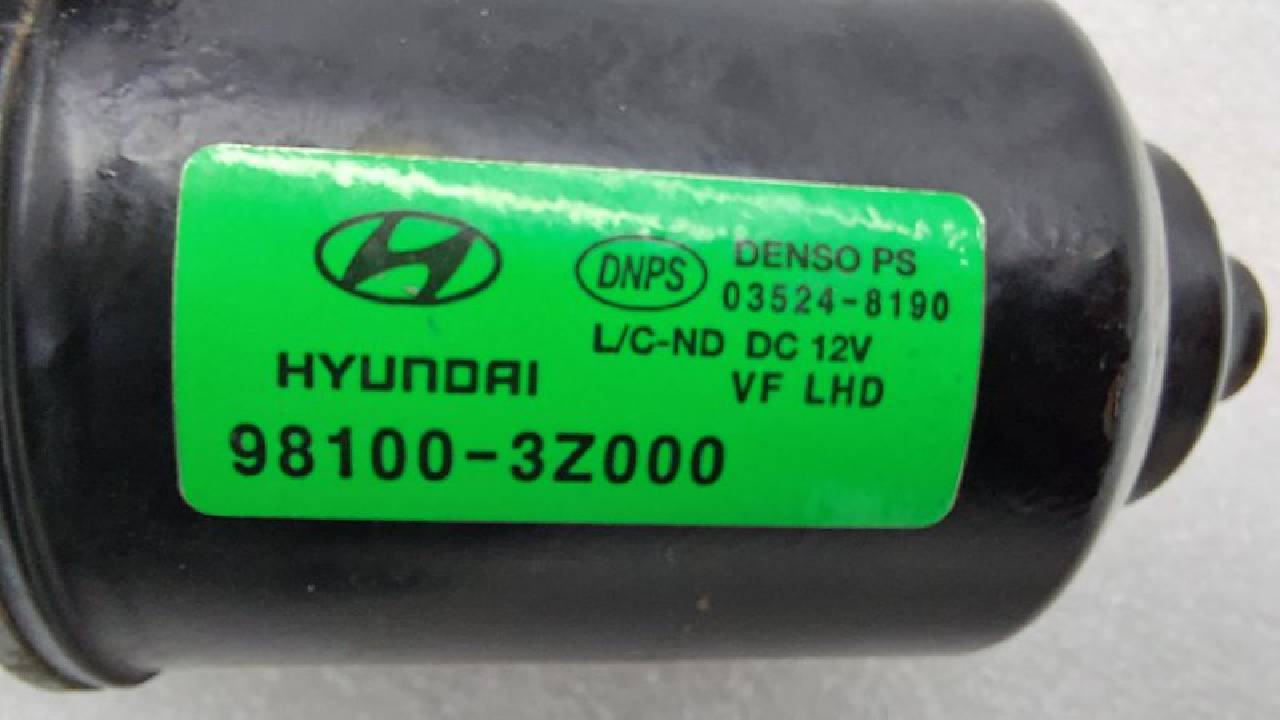 HYUNDAI
98100-3Z000
DNPS
DENSO PS
03524-8190
L/C-ND DC 12V
VF LHD